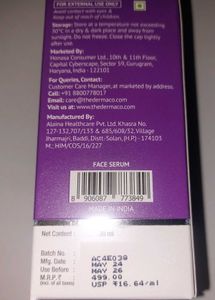 FOR EXTERNAL USE ONLY
Avoid contact with eyes &
Keep out of reach of children.
Storage: Store at a temperature not exceeding
30°C in a dry & dark place and away from
sunlight. Do not freeze. Close the cap tightly
after use.
Marketed By:
Honasa Consumer Ltd., 10th & 11th Floor,
Capital Cyberscape, Sector 59, Gurugram,
Haryana, India - 122101
For Queries, Contact:
Customer Care Manager, at marketed by
address.
Call: +91 8800778017
Email: care@thedermaco.com
Visit: www.thedermaco.com
Manufactured By:
Alaina Healthcare Pvt. Ltd. Khasra No.
127-132,707/133 & 685/608/32, Village
Jharmajri, Baddi, Distt-Solan, (H.P) - 174103
M.: HIM/COS/16/227
FACE SERUM
8 906087 773849
MADE IN INDIA
Net Content
Batch No. AC4E038
Mfg. Date MAY 24
Use Before MAY 26
M.R.P. ₹ 499.00
(incl. of all taxes) USP ₹16.64/ml